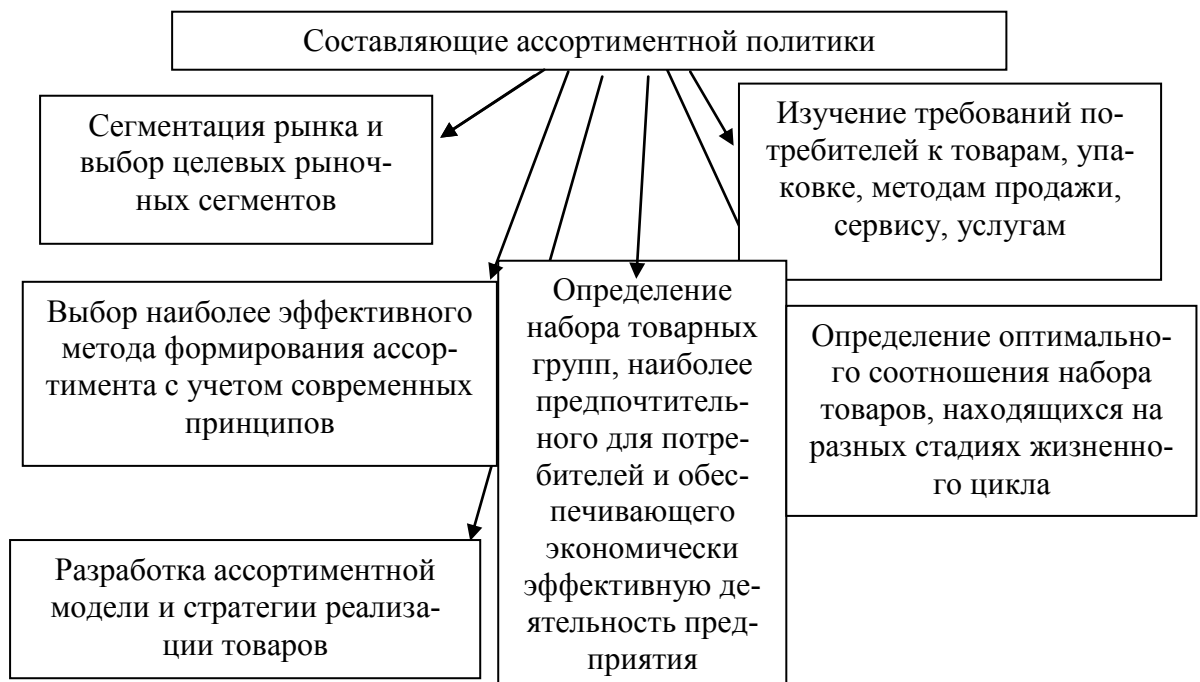 Составляющие ассортиментной политики
Сегментация рынка и
выбор целевых рыноч-
ных сегментов
Изучение требований по-
требителей к товарам, упа-
ковке, методам продажи,
сервису, услугам
Выбор наиболее эффективного
метода формирования ассор-
тимента с учетом современных
принципов
Определение
набора товарных
групп, наиболее
предпочтитель-
ного для потре-
бителей и обес-
печивающего
экономически
эффективную де-
ятельность пред-
приятия
Определение оптимально-
го соотношения набора
товаров, находящихся на
разных стадиях жизненно-
го цикла
Разработка ассортиментной
модели и стратегии реализа-
ции товаров